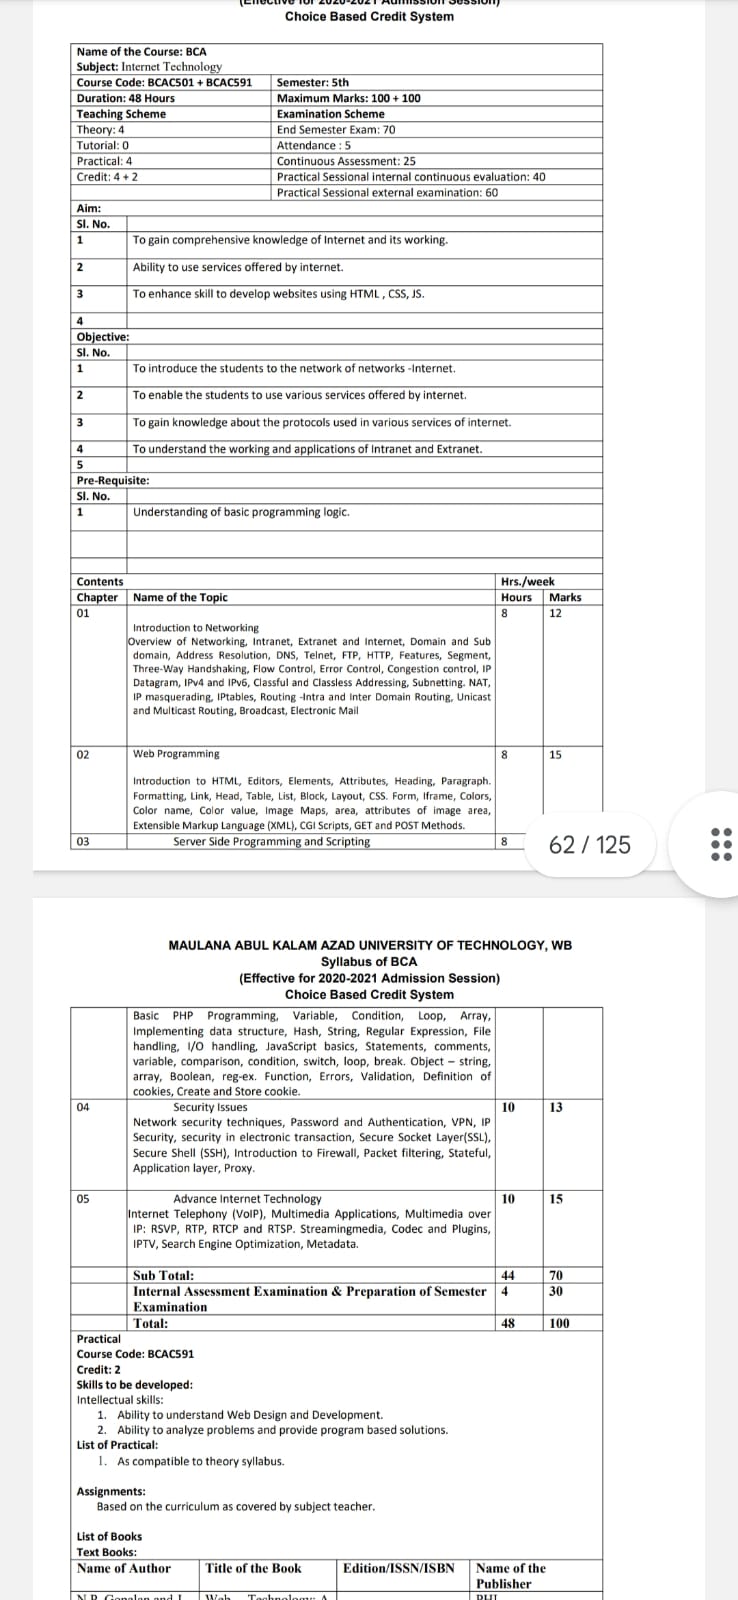 (Effective for 2020-2021 Admission Session)
Choice Based Credit System
Name of the Course: BCA
Subject: Internet Technology
Course Code: BCAC501 + BCAC591 Semester: 5th
Duration: 48 Hours Maximum Marks: 100 + 100
Teaching Scheme Examination Scheme
Theory: 4 End Semester Exam: 70
Tutorial: 0 Attendance : 5
Practical: 4 Continuous Assessment: 25
Credit: 4 + 2 Practical Sessional internal continuous evaluation: 40
Practical Sessional external examination: 60
Aim:
Sl. No.
1 To gain comprehensive knowledge of Internet and its working.
2 Ability to use services offered by internet.
3 To enhance skill to develop websites using HTML , CSS, JS.
4
Objective:
Sl. No.
1 To introduce the students to the network of networks -Internet.
2 To enable the students to use various services offered by internet.
3 To gain knowledge about the protocols used in various services of internet.
4 To understand the working and applications of Intranet and Extranet.
5
Pre-Requisite:
Sl. No.
1 Understanding of basic programming logic.
Contents Hrs./week
Chapter Name of the Topic Hours Marks
01 8 12
Introduction to Networking
Overview of Networking, Intranet, Extranet and Internet, Domain and Sub
domain, Address Resolution, DNS, Telnet, FTP, HTTP, Features, Segment,
Three-Way Handshaking, Flow Control, Error Control, Congestion control, IP
Datagram, IPv4 and IPv6, Classful and Classless Addressing, Subnetting. NAT,
IP masquerading, IPtables, Routing -Intra and Inter Domain Routing, Unicast
and Multicast Routing, Broadcast, Electronic Mail
02 Web Programming 8 15
Introduction to HTML, Editors, Elements, Attributes, Heading, Paragraph.
Formatting, Link, Head, Table, List, Block, Layout, CSS. Form, Iframe, Colors,
Color name, Color value, Image Maps, area, attributes of image area,
Extensible Markup Language (XML), CGI Scripts, GET and POST Methods.
03 Server Side Programming and Scripting 8
62 / 125
MAULANA ABUL KALAM AZAD UNIVERSITY OF TECHNOLOGY, WB
Syllabus of BCA
(Effective for 2020-2021 Admission Session)
Choice Based Credit System
Basic PHP Programming, Variable, Condition, Loop, Array,
Implementing data structure, Hash, String, Regular Expression, File
handling, I/O handling, JavaScript basics, Statements, comments,
variable, comparison, condition, switch, loop, break. Object – string,
array, Boolean, reg-ex. Function, Errors, Validation, Definition of
cookies, Create and Store cookie.
04 Security Issues 10 13
Network security techniques, Password and Authentication, VPN, IP
Security, security in electronic transaction, Secure Socket Layer(SSL),
Secure Shell (SSH), Introduction to Firewall, Packet filtering, Stateful,
Application layer, Proxy.
05 Advance Internet Technology 10 15
Internet Telephony (VoIP), Multimedia Applications, Multimedia over
IP: RSVP, RTP, RTCP and RTSP. Streamingmedia, Codec and Plugins,
IPTV, Search Engine Optimization, Metadata.
Sub Total: 44 70
Internal Assessment Examination & Preparation of Semester 4 30
Examination
Total: 48 100
Practical
Course Code: BCAC591
Credit: 2
Skills to be developed:
Intellectual skills:
1. Ability to understand Web Design and Development.
2. Ability to analyze problems and provide program based solutions.
List of Practical:
1. As compatible to theory syllabus.
Assignments:
Based on the curriculum as covered by subject teacher.
List of Books
Text Books:
Name of Author Title of the Book Edition/ISSN/ISBN Name of the
Publisher
Web Technology: A PHI